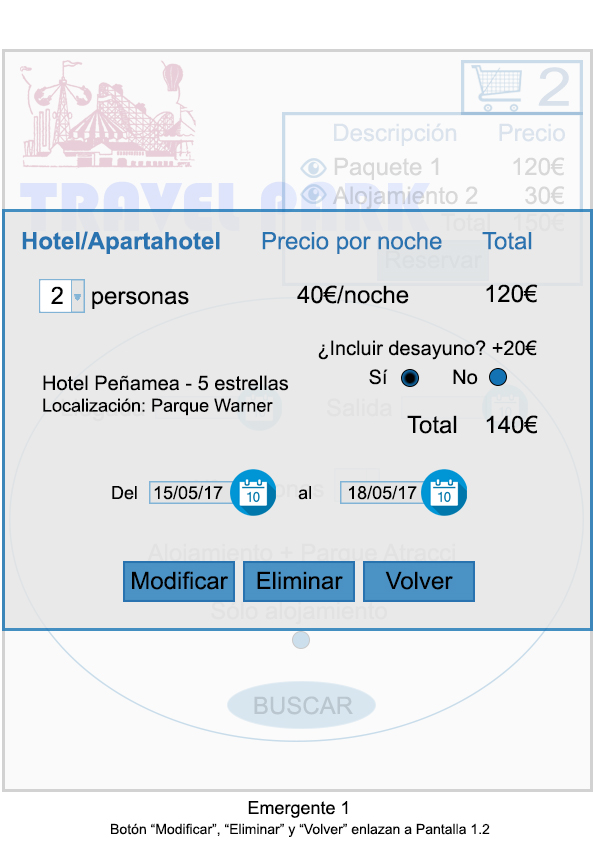 2
Descripción Precio
Paquete 1 120€
Alojamiento 2 30€
TRAVEL PARK
Total 150€
Reservar
Hotel/Apartahotel Precio por noche Total
2 personas 40€/noche 120€
¿Incluir desayuno? +20€
Sí No
Hotel Peñamea - 5 estrellas
Localización: Parque Warner
Salida
Total 140€
Del 15/05/17 10 al 18/05/17 10
Alojamiento + Parque Atracci
Modificar Eliminar Volver
Sólo alojamiento
BUSCAR
Emergente 1
Botón “Modificar”, “Eliminar” y “Volver” enlazan a Pantalla 1.2